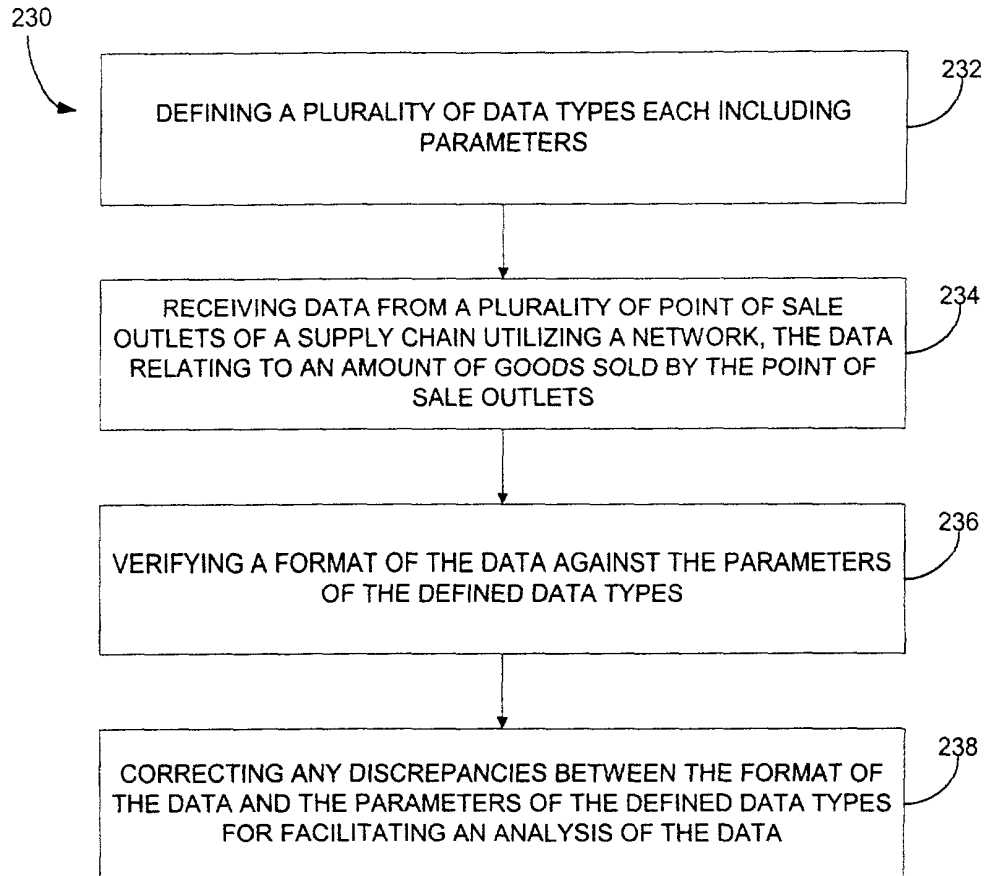 230
232
DEFINING A PLURALITY OF DATA TYPES EACH INCLUDING
PARAMETERS
234
RECEIVING DATA FROM A PLURALITY OF POINT OF SALE
OUTLETS OF A SUPPLY CHAIN UTILIZING A NETWORK, THE DATA
RELATING TO AN AMOUNT OF GOODS SOLD BY THE POINT OF
SALE OUTLETS
236
VERIFYING A FORMAT OF THE DATA AGAINST THE PARAMETERS
OF THE DEFINED DATA TYPES
238
CORRECTING ANY DISCREPANCIES BETWEEN THE FORMAT OF
THE DATA AND THE PARAMETERS OF THE DEFINED DATA TYPES
FOR FACILITATING AN ANALYSIS OF THE DATA